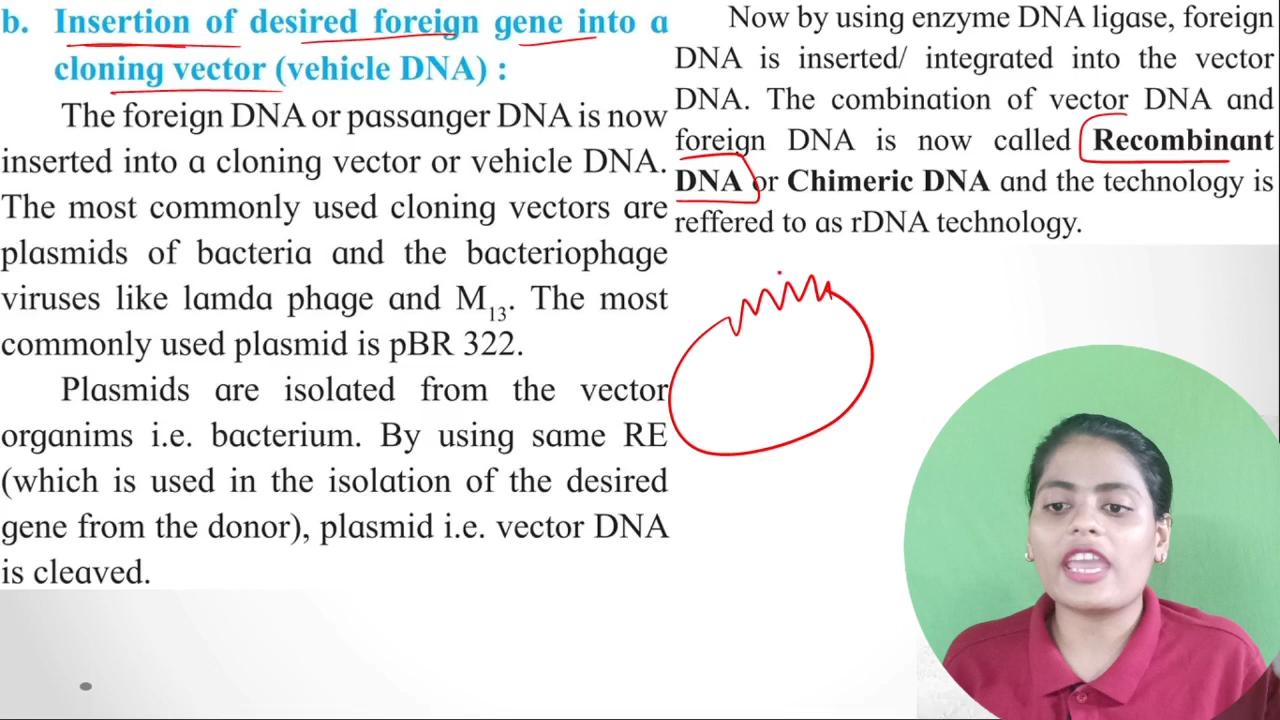 b. Insertion of desired foreign gene into a
cloning vector (vehicle DNA) :
The foreign DNA or passanger DNA is now
inserted into a cloning vector or vehicle DNA.
The most commonly used cloning vectors are
plasmids of bacteria and the bacteriophage
viruses like lamda phage and M13. The most
commonly used plasmid is pBR 322.
Plasmids are isolated from the vector
organims i.e. bacterium. By using same RE
(which is used in the isolation of the desired
gene from the donor), plasmid i.e. vector DNA
is cleaved.
Now by using enzyme DNA ligase, foreign
DNA is inserted/ integrated into the vector
DNA. The combination of vector DNA and
foreign DNA is now called Recombinant
DNA or Chimeric DNA and the technology is
reffered to as rDNA technology.